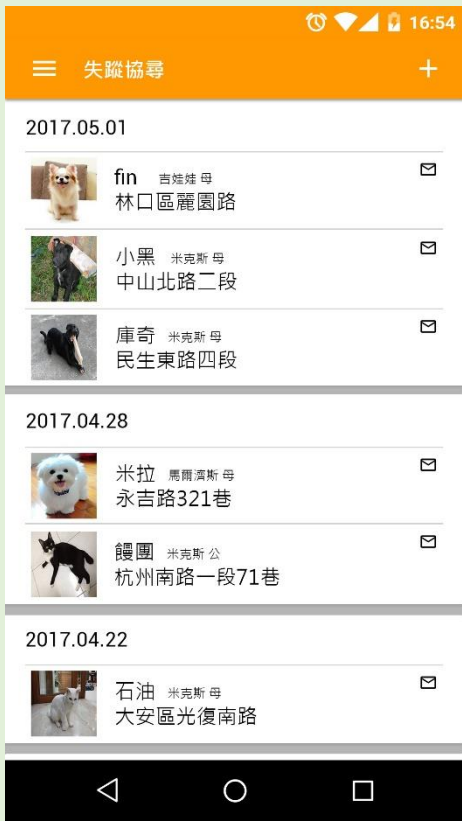 16:54
失蹤協尋
2017.05.01
fin 吉娃娃 母
林口區麗園路
小黑 米克斯 母
中山北路二段
庫奇 米克斯 母
民生東路四段
2017.04.28
米拉 馬爾濟斯 母
永吉路321巷
饅團 米克斯 公
杭州南路一段71巷
2017.04.22
石油 米克斯 母
大安區光復南路